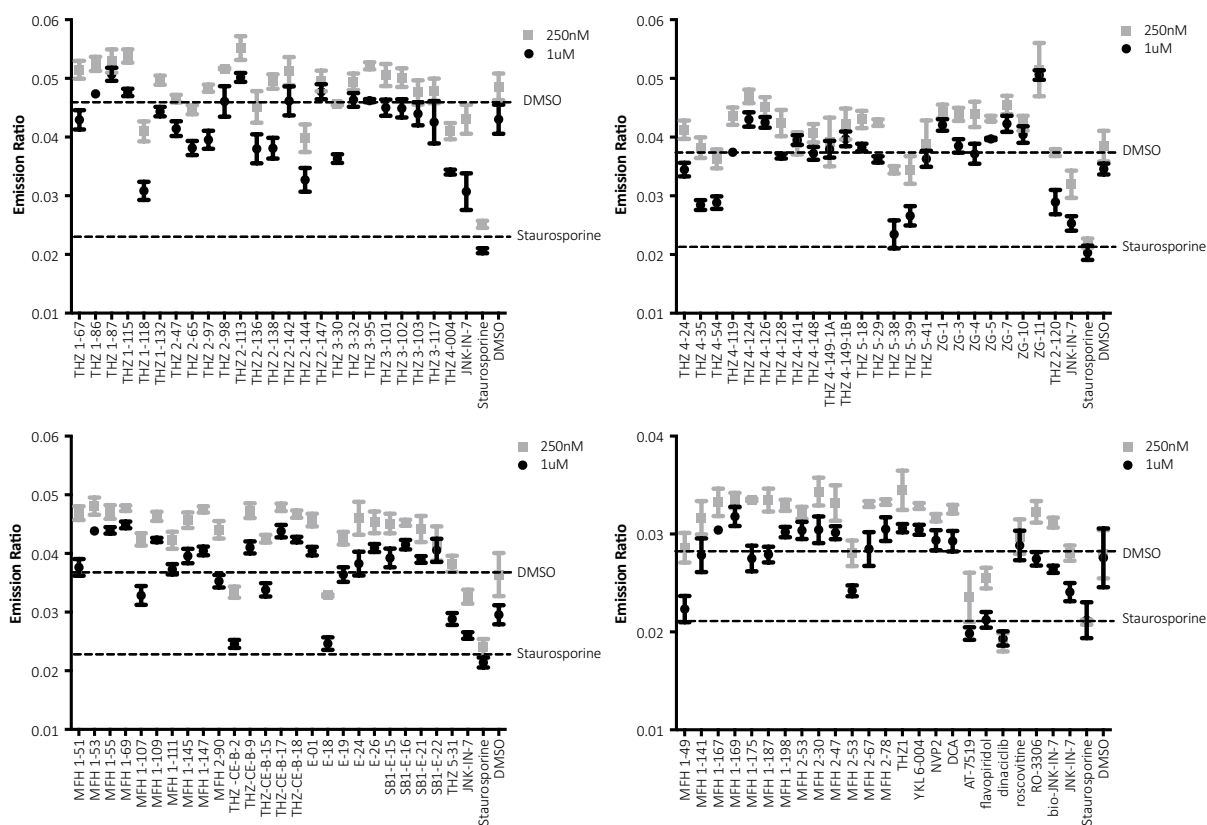 0.06
0.05
0.04
0.03
0.02
0.01
Emission Ratio
250nM
1uM
DMSO
Staurosporine
THZ 1-67
THZ 1-86
THZ 1-87
THZ 1-115
THZ 1-118
THZ 1-132
THZ 2-47
THZ 2-65
THZ 2-97
THZ 2-98
THZ 2-113
THZ 2-136
THZ 2-138
THZ 2-142
THZ 2-144
THZ 2-147
THZ 3-30
THZ 3-32
THZ 3-95
THZ 3-101
THZ 3-102
THZ 3-103
THZ 3-117
THZ 4-004
JNK-IN-7
Staurosporine
DMSO
0.06
0.05
0.04
0.03
0.02
0.01
Emission Ratio
250nM
1uM
DMSO
Staurosporine
THZ 4-24
THZ 4-35
THZ 4-54
THZ 4-119
THZ 4-124
THZ 4-126
THZ 4-128
THZ 4-141
THZ 4-148
THZ 4-149-1A
THZ 4-149-1B
THZ 5-18
THZ 5-29
THZ 5-38
THZ 5-39
THZ 5-41
ZG-1
ZG-3
ZG-4
ZG-5
ZG-7
ZG-10
ZG-11
THZ 2-120
JNK-IN-7
Staurosporine
DMSO
0.06
0.05
0.04
0.03
0.02
0.01
Emission Ratio
250nM
1uM
DMSO
Staurosporine
MFH 1-51
MFH 1-53
MFH 1-55
MFH 1-69
MFH 1-107
MFH 1-109
MFH 1-111
MFH 1-145
MFH 1-147
MFH 2-90
THZ-CE-B-2
THZ-CE-B-9
THZ-CE-B-15
THZ-CE-B-17
THZ-CE-B-18
E-01
E-18
E-19
E-24
E-26
SB1-E-15
SB1-E-16
SB1-E-21
SB1-E-22
THZ 5-31
JNK-IN-7
Staurosporine
DMSO
0.04
0.03
0.02
0.01
Emission Ratio
250nM
1uM
DMSO
Staurosporine
MFH 1-49
MFH 1-141
MFH 1-167
MFH 1-169
MFH 1-175
MFH 1-187
MFH 1-198
MFH 2-53
MFH 2-30
MFH 2-47
MFH 2-53
MFH 2-67
MFH 2-78
THZ1
YKL 6-004
NVP2
DCA
AT-7519
flavopiridol
dinaciclib
roscovitine
RO-3306
bio-JNK-IN-7
JNK-IN-7
Staurosporine
DMSO